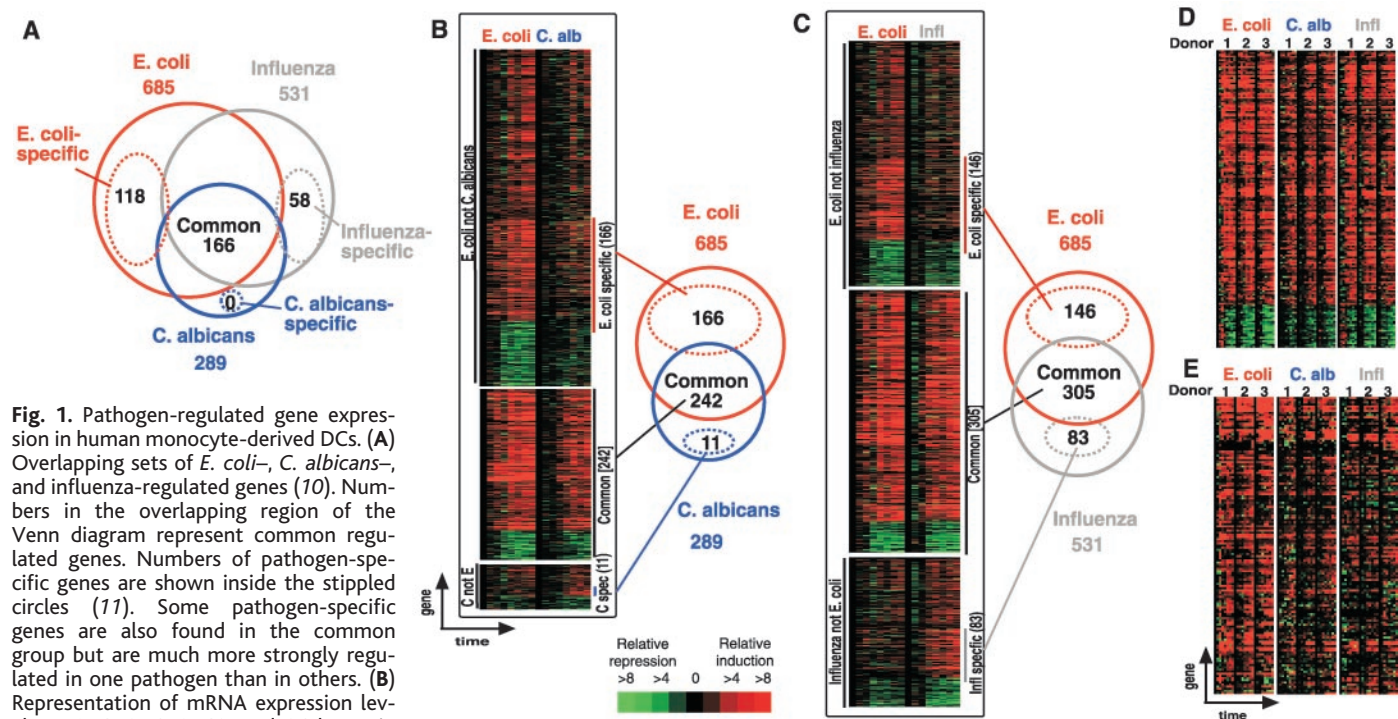 A
E. coli
685
Influenza
531
E. coli-
specific
118
Common
166
58
Influenza-
specific
0
C. albicans-
specific
C. albicans
289
Fig. 1. Pathogen-regulated gene expres-
sion in human monocyte-derived DCs. (A)
Overlapping sets of E. coli–, C. albicans–,
and influenza-regulated genes (10). Num-
bers in the overlapping region of the
Venn diagram represent common regu-
lated genes. Numbers of pathogen-spe-
cific genes are shown inside the stippled
circles (11). Some pathogen-specific
genes are also found in the common
group but are much more strongly regu-
lated in one pathogen than in others. (B)
Representation of mRNA expression lev-
B
E. coli C. alb
E. coli not C. albicans
E. coli specific (166)
Common [242]
C not E
C spec (11)
gene
time
E. coli
685
166
Common
242
11
C. albicans
289
Relative
repression
Relative
induction
>8 >4 0 >4 >8
C
E. coli Infl
E. coli not influenza
E. coli specific (146)
Common [305]
Influenza not E. coli
Infl specfic (83)
E. coli
685
146
Common
305
83
Influenza
531
D
E. coli C. alb Infl
Donor 1 2 3 1 2 3 1 2 3
E
E. coli C. alb Infl
Donor 1 2 3 1 2 3 1 2 3
gene
time